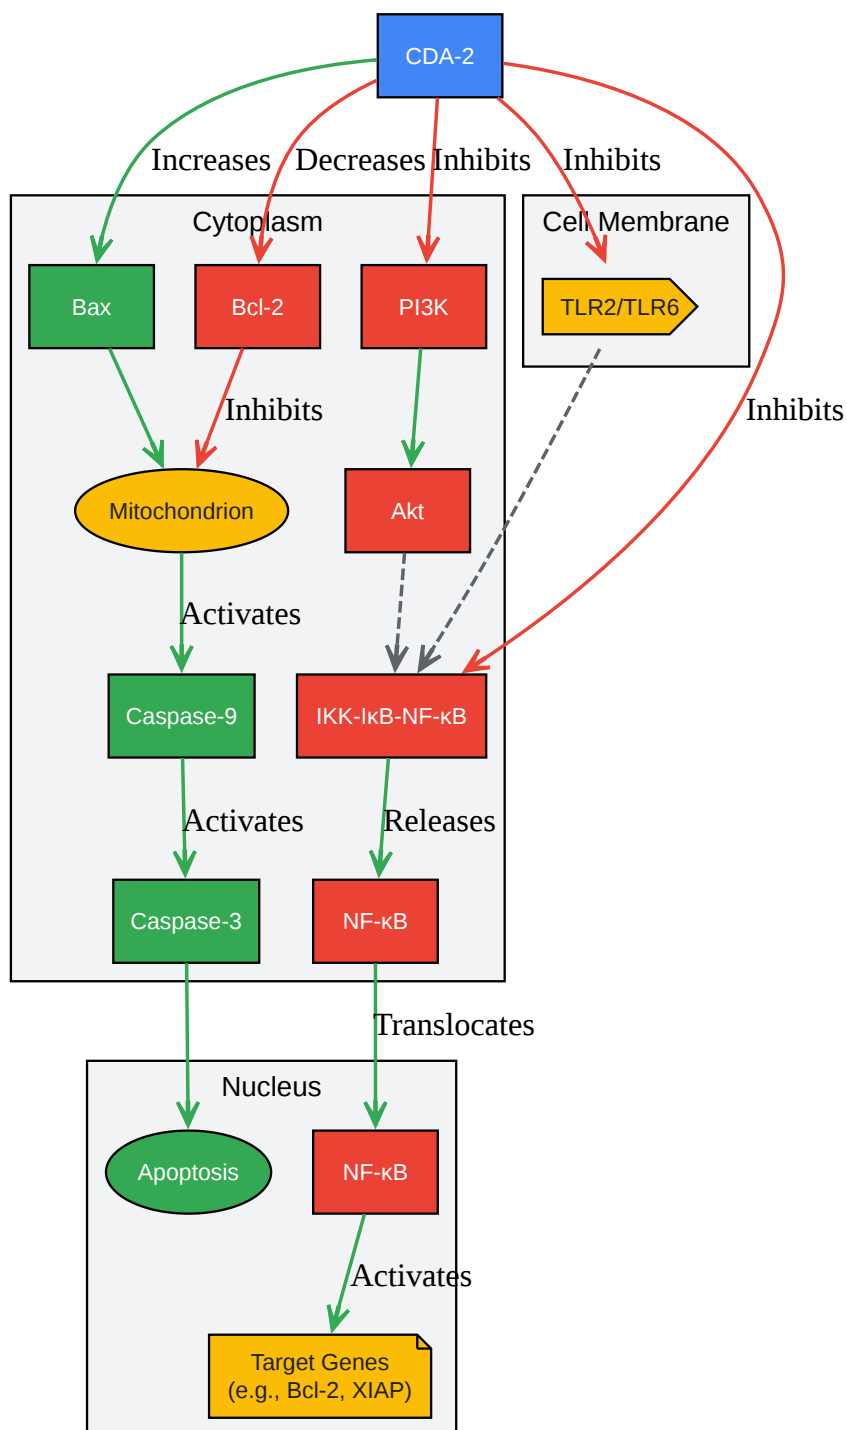 CDA-2
Increases
Decreases
Inhibits
Inhibits
Cytoplasm
Cell Membrane
Bax
Bcl-2
PI3K
TLR2/TLR6
Inhibits
Inhibits
Mitochondrion
Akt
Activates
Caspase-9
IKK-IκB-NF-κB
Activates
Releases
Caspase-3
NF-κB
Translocates
Nucleus
Apoptosis
NF-κB
Activates
Target Genes
(e.g., Bcl-2, XIAP)